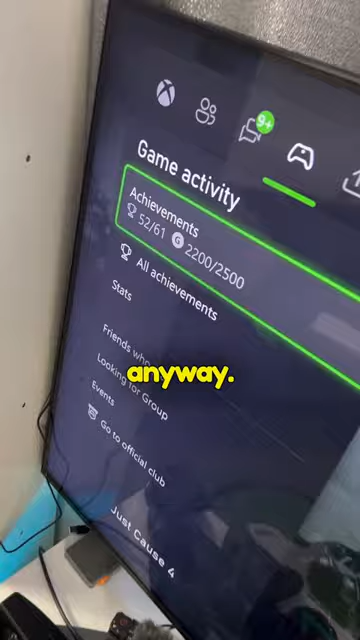 9+
Game activity
Achievements
52/61 G 2200/2500
All achievements
Stats
Friends who
anyway.
Looking for Group
Events
Go to official club
Just Cause 4